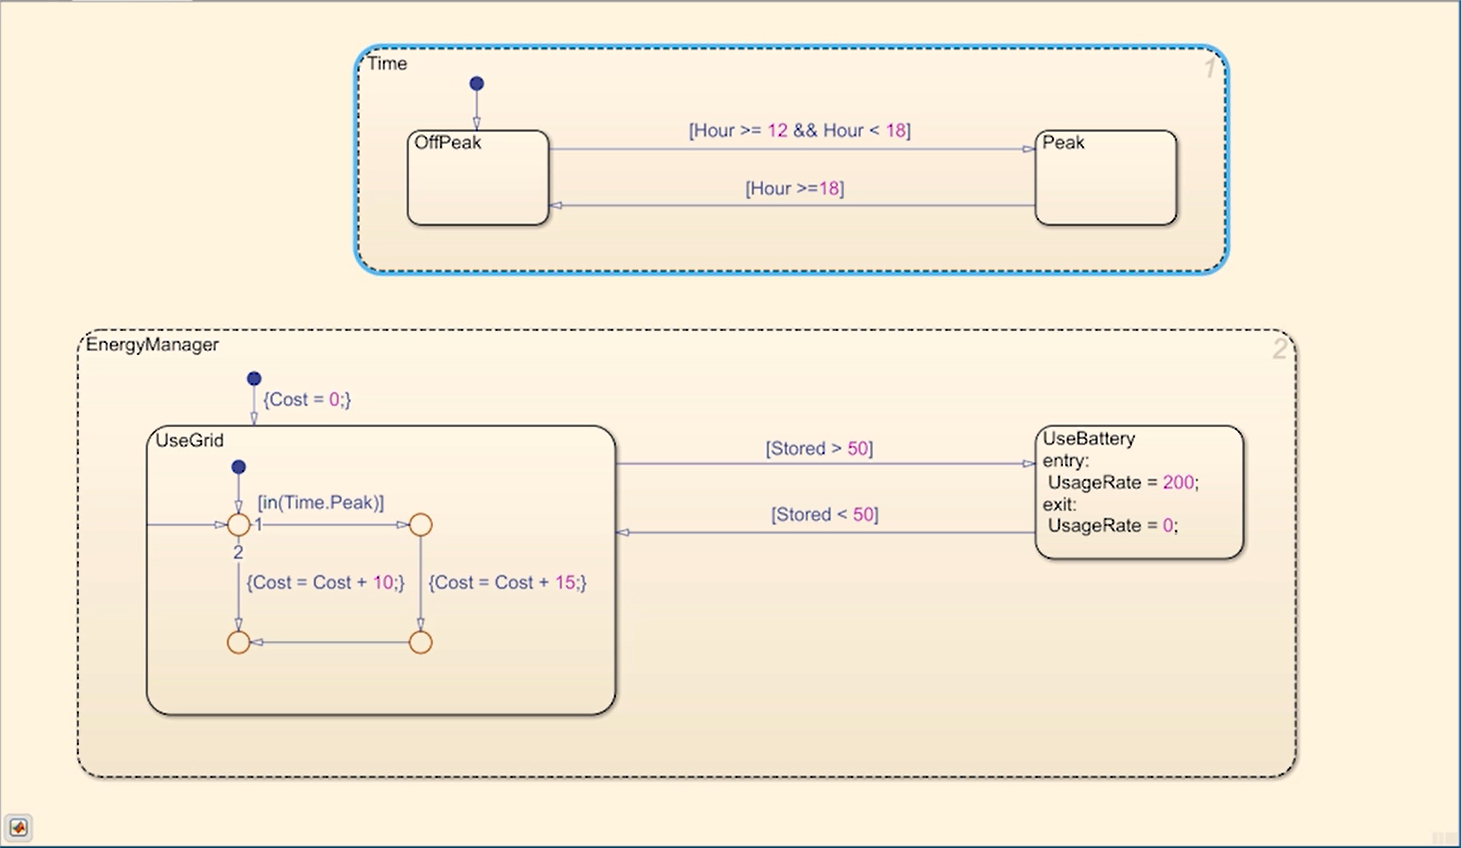 Time
1
OffPeak
[Hour >= 12 && Hour < 18]
Peak
[Hour >=18]
EnergyManager
2
{Cost = 0;}
UseGrid
[in(Time.Peak)]
1
2
{Cost = Cost + 10;}
{Cost = Cost + 15;}
[Stored > 50]
[Stored < 50]
UseBattery
entry:
UsageRate = 200;
exit:
UsageRate = 0;